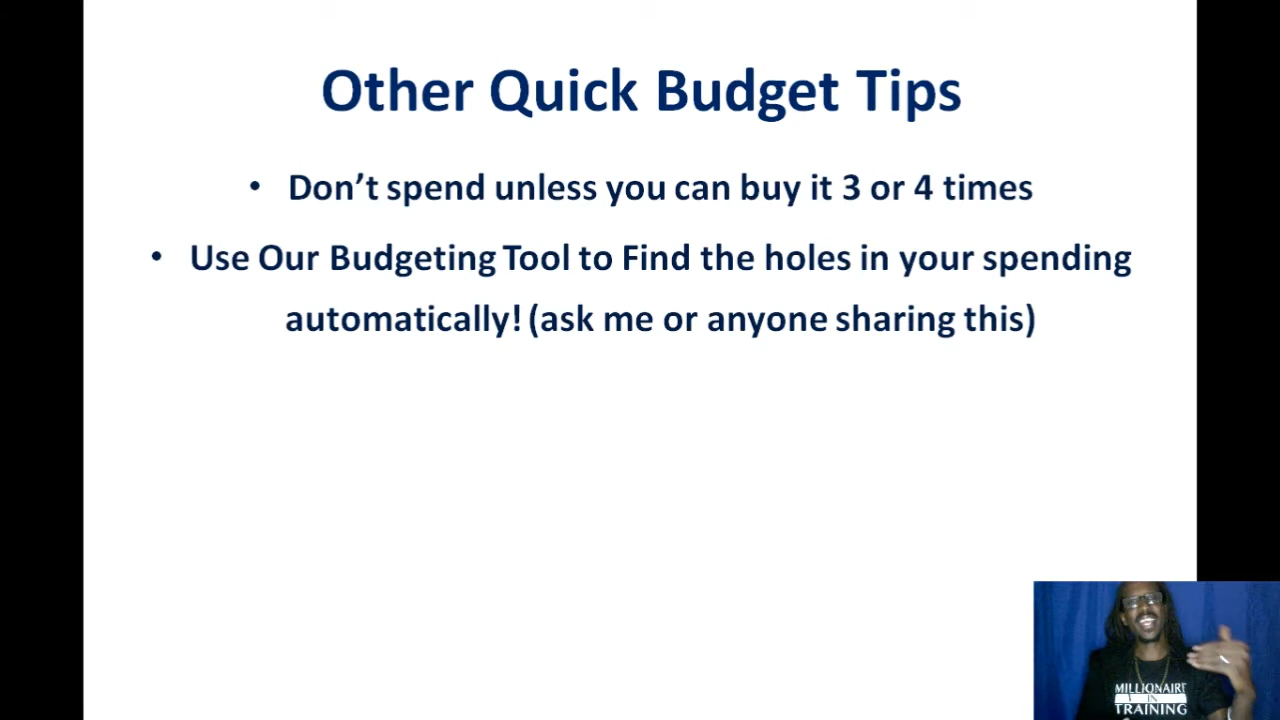 Other Quick Budget Tips
• Don’t spend unless you can buy it 3 or 4 times
• Use Our Budgeting Tool to Find the holes in your spending
automatically! (ask me or anyone sharing this)
MILLIONAIRE
IN
TRAINING